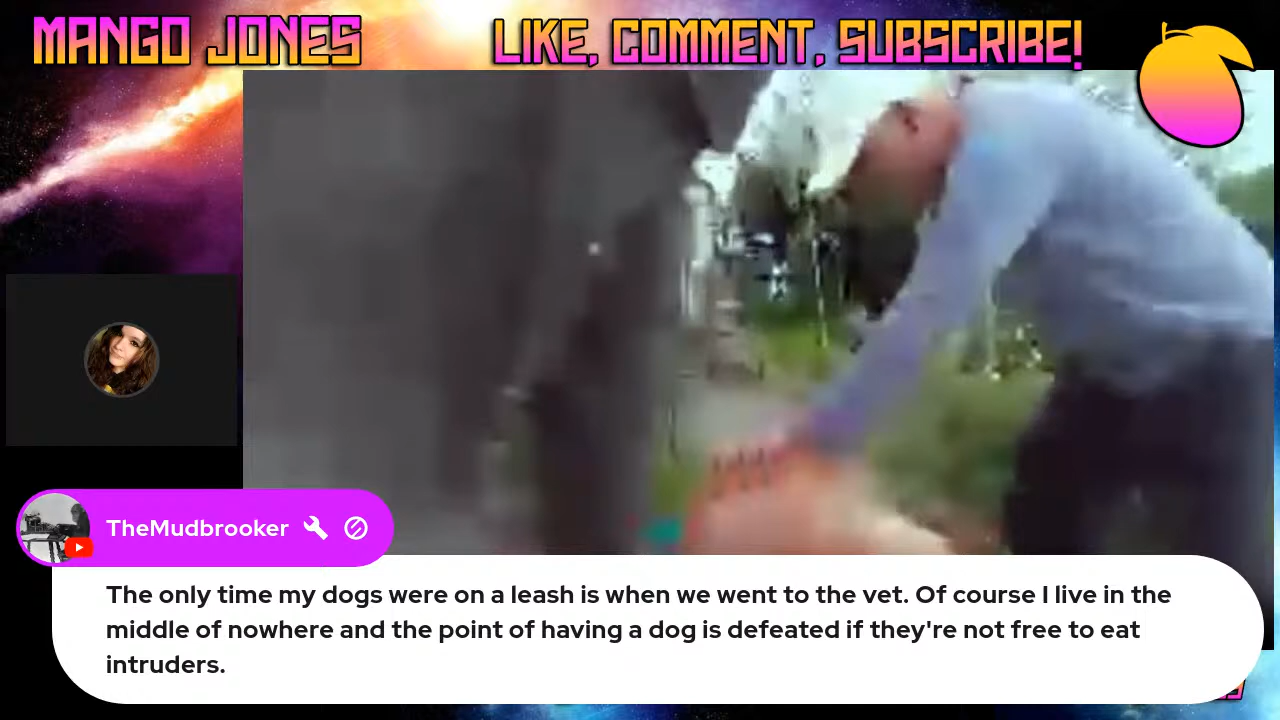 MANGO JONES
LIKE, COMMENT, SUBSCRIBE!
TheMudbrooker
The only time my dogs were on a leash is when we went to the vet. Of course I live in the
middle of nowhere and the point of having a dog is defeated if they're not free to eat
intruders.